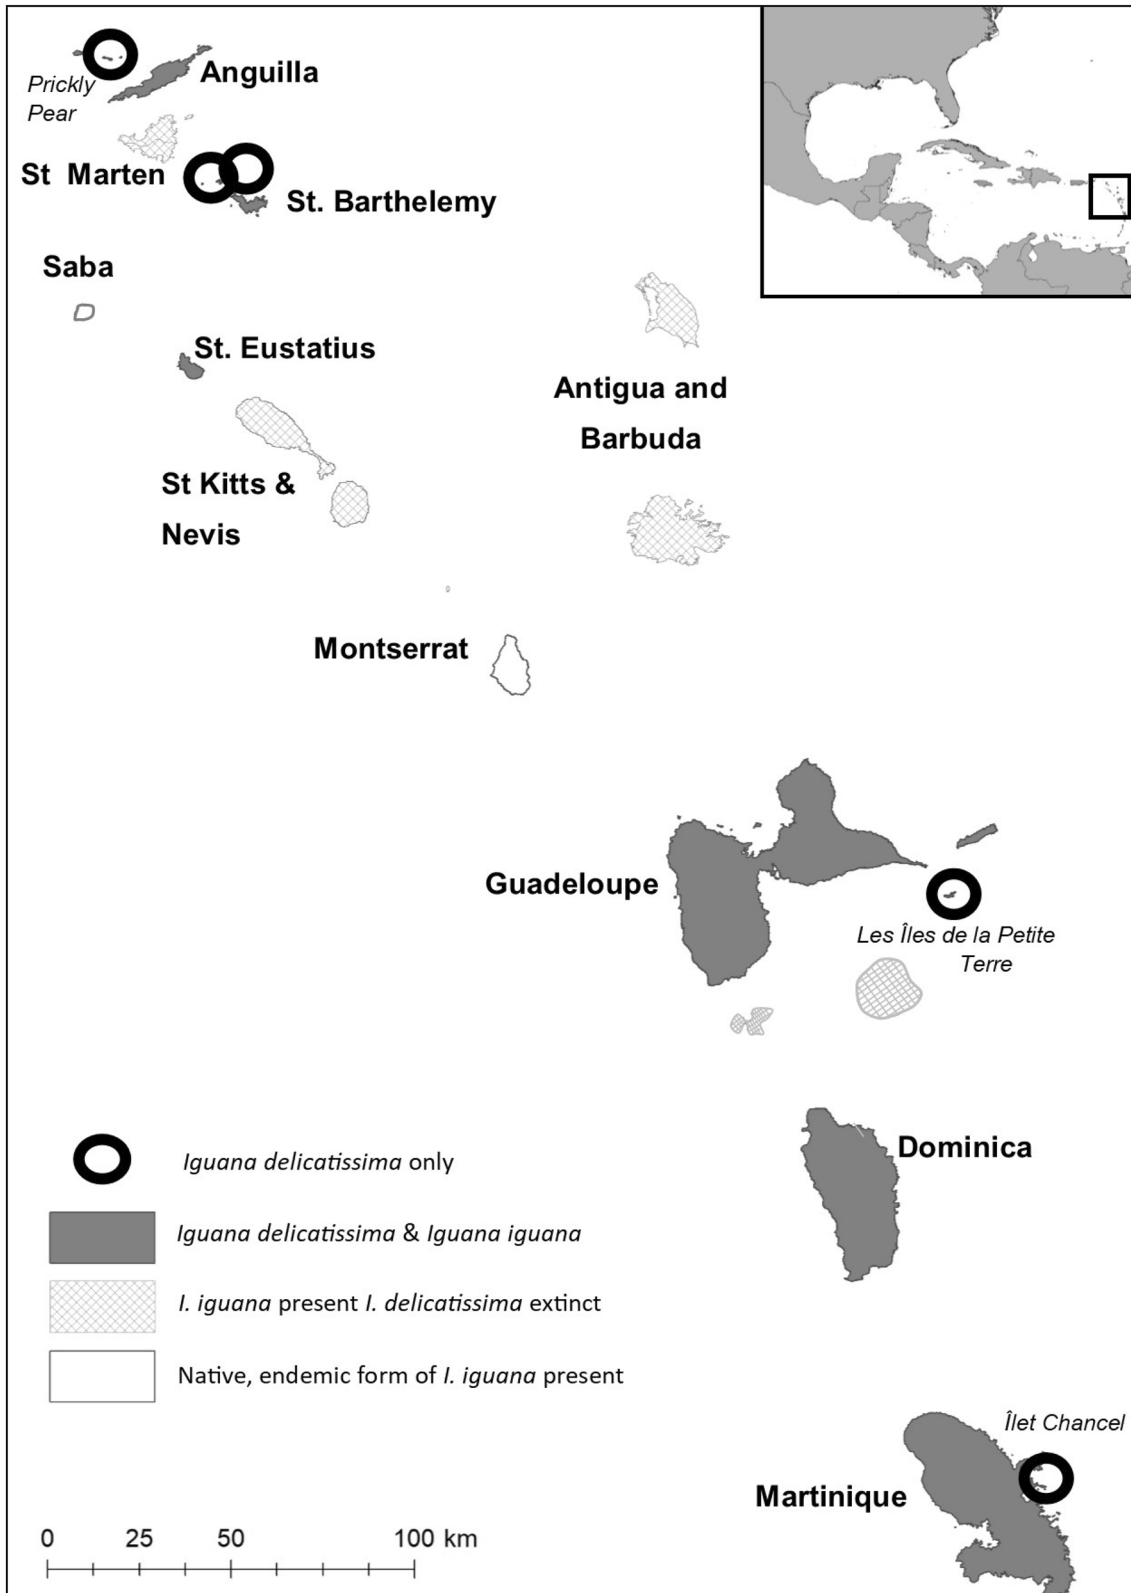 Prickly
Pear
Anguilla
St Marten
St. Barthelemy
Saba
St. Eustatius
Antigua and
Barbuda
St Kitts &
Nevis
Montserrat
Guadeloupe
Les Îles de la Petite
Terre
Dominica
Iguana delicatissima only
Iguana delicatissima & Iguana iguana
I. iguana present I. delicatissima extinct
Native, endemic form of I. iguana present
Îlet Chancel
Martinique
0 25 50 100 km